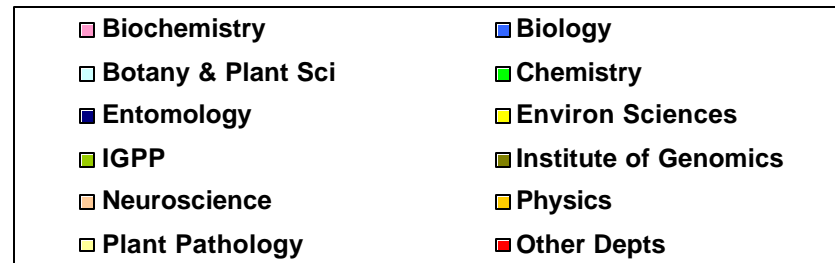 Biochemistry Biology
Botany & Plant Sci Chemistry
Entomology Environ Sciences
IGPP Institute of Genomics
Neuroscience Physics
Plant Pathology Other Depts